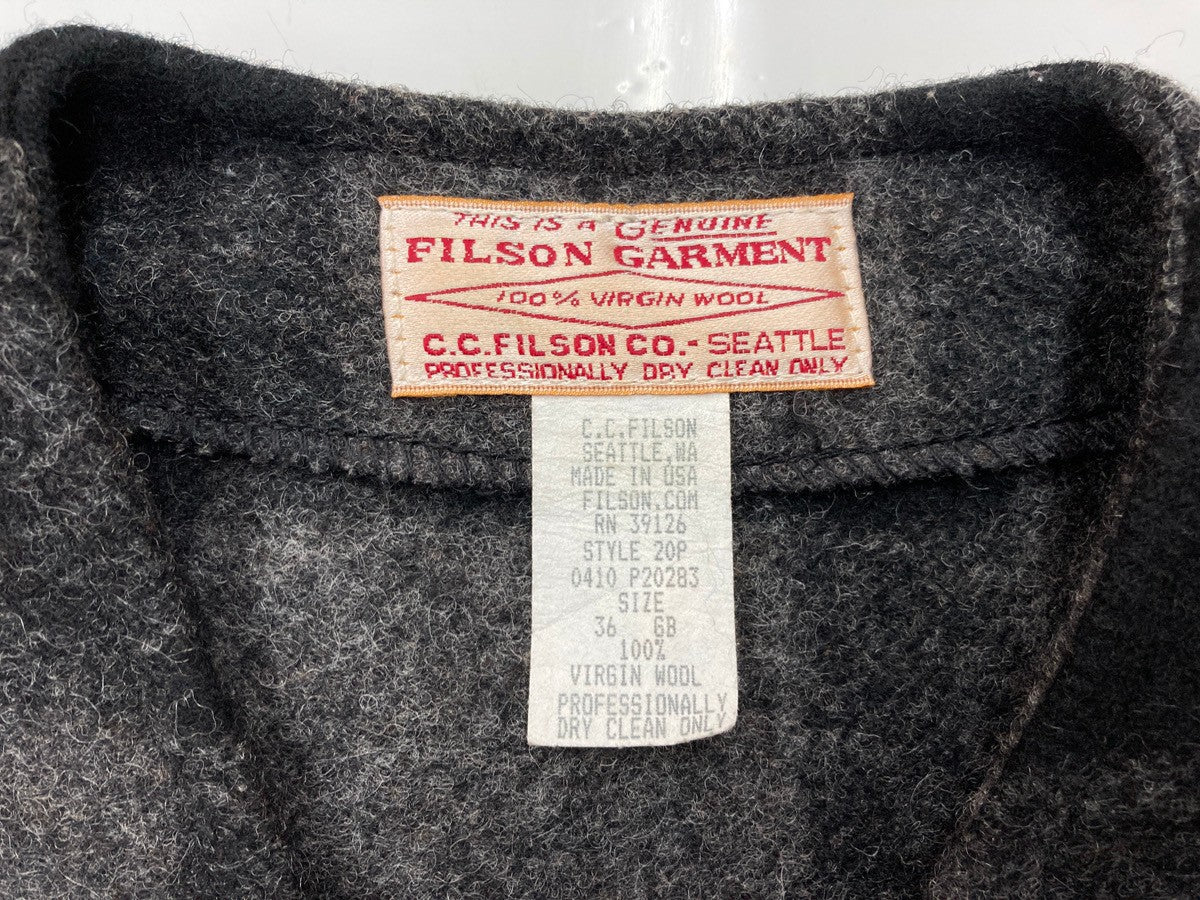 THIS IS A GENUINE
FILSON GARMENT
100% VIRGIN WOOL
C.C.FILSON CO.-SEATTLE
PROFESSIONALLY DRY CLEAN ONLY
C.C.FILSON
SEATTLE,WA
MADE IN USA
FILSON.COM
RN 39126
STYLE 20P
0410 P20283
SIZE
36 6B
100%
VIRGIN WOOL
PROFESSIONALLY
DRY CLEAN ONLY